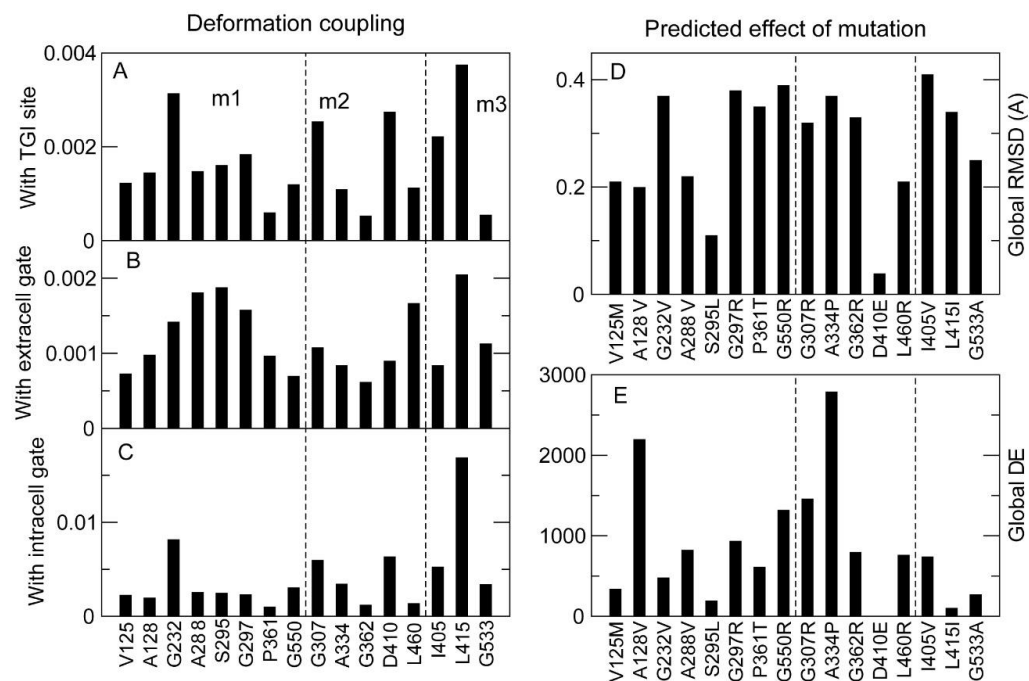 Deformation coupling
Predicted effect of mutation
A
m1
m2
m3
With TGI site
0.004
0.002
0
B
With extracell gate
0.002
0.001
0
C
With intracell gate
0.01
0
V125
A128
G232
A288
S295
G297
P361
G550
G307
A334
G362
D410
L460
I405
L415
G533
D
Global RMSD (A)
0.4
0.2
0
V125M
A128 V
G232V
A288 V
S295L
G297R
P361T
G550R
G307R
A334P
G362R
D410E
L460R
I405V
L415I
G533A
E
Global DE
3000
2000
1000
0
V125M
A128V
G232V
A288V
S295L
G297R
P361T
G550R
G307R
A334P
G362R
D410E
L460R
I405V
L415I
G533A